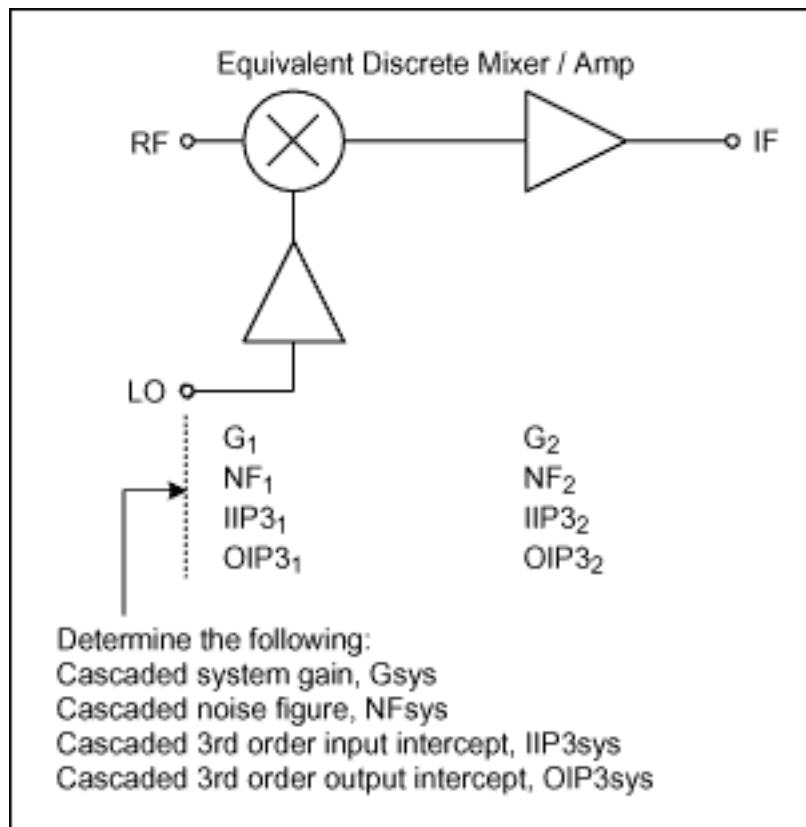 Equivalent Discrete Mixer / Amp
RF
IF
LO
G1 G2
NF1 NF2
IIP31 IIP32
OIP31 OIP32
Determine the following:
Cascaded system gain, Gsys
Cascaded noise figure, NFsys
Cascaded 3rd order input intercept, IIP3sys
Cascaded 3rd order output intercept, OIP3sys